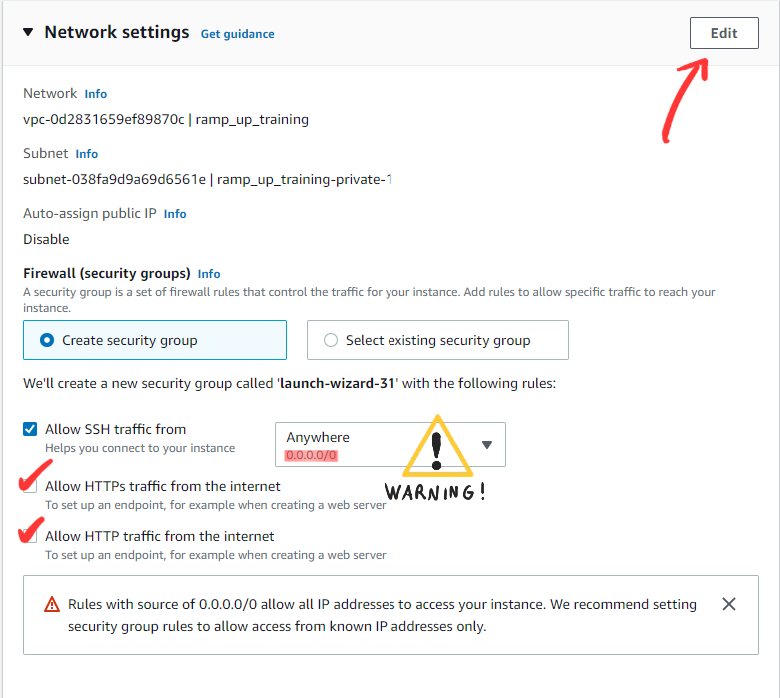 Network settings Get guidance
Edit
Network Info
vpc-0d2831659ef89870c | ramp_up_training
Subnet Info
subnet-038fa9d9a69d6561e | ramp_up_training-private-1
Auto-assign public IP Info
Disable
Firewall (security groups) Info
A security group is a set of firewall rules that control the traffic for your instance. Add rules to allow specific traffic to reach your
instance.
Create security group
Select existing security group
We'll create a new security group called 'launch-wizard-31' with the following rules:
Allow SSH traffic from
Helps you connect to your instance
Anywhere
0.0.0.0/0
WARNING!
Allow HTTPs traffic from the internet
To set up an endpoint, for example when creating a web server
Allow HTTP traffic from the internet
To set up an endpoint, for example when creating a web server
Rules with source of 0.0.0.0/0 allow all IP addresses to access your instance. We recommend setting
security group rules to allow access from known IP addresses only.